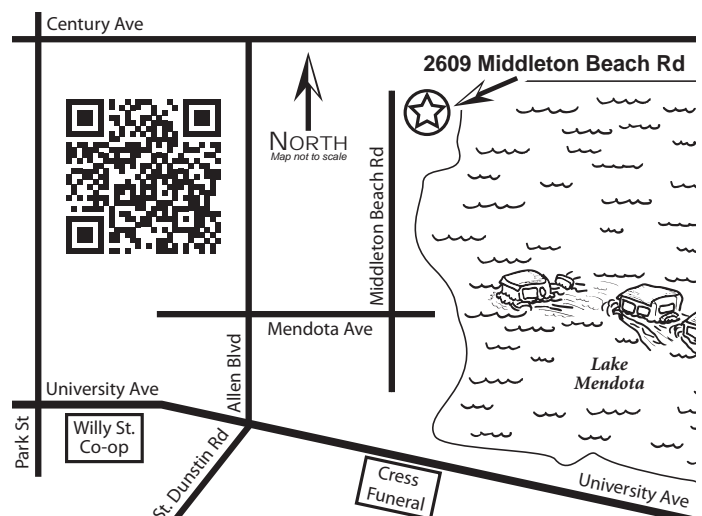 Century Ave
2609 Middleton Beach Rd
NORTH
Map not to scale
Middleton Beach Rd
Mendota Ave
Lake
Mendota
University Ave
Allen Blvd
Park St
Willy St.
Co-op
St. Dunstin Rd
Cress
Funeral
University Ave